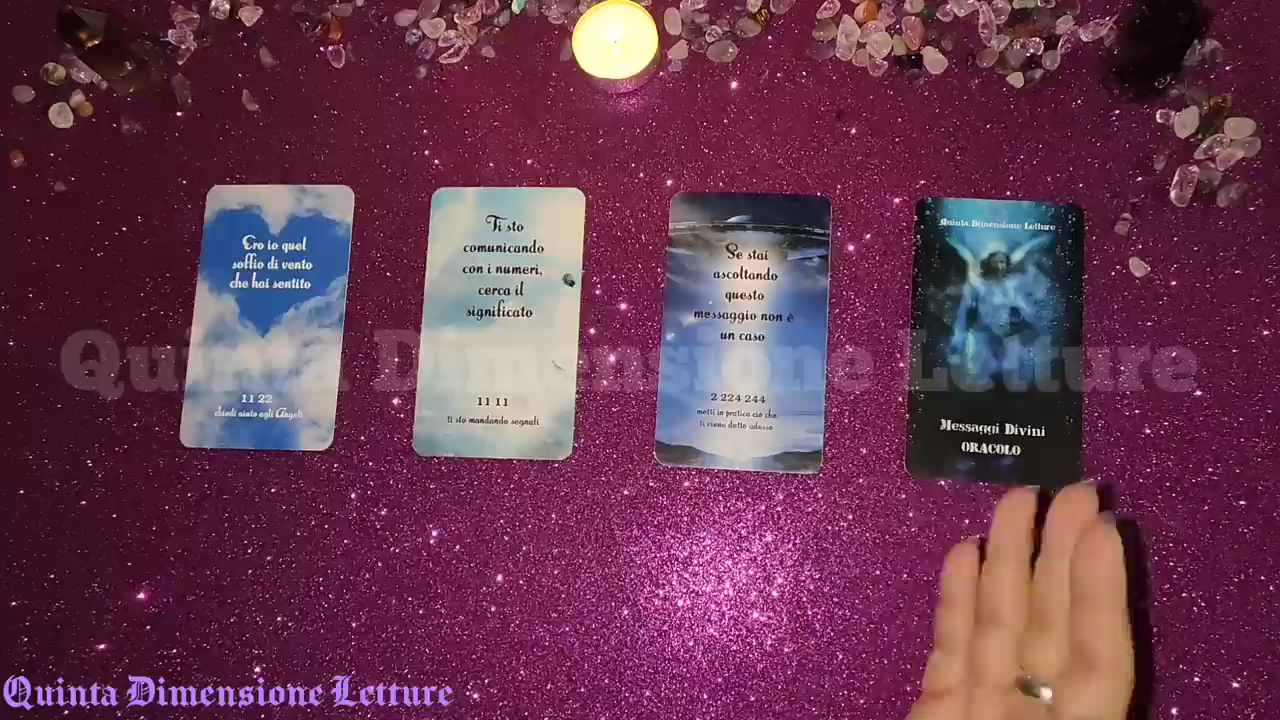 Ero io quel
soffio di vento
che hai sentito
11 22
chiedi aiuto agli Angeli
Ti sto
comunicando
con i numeri,
cerca il
significato
11 11
ti sto mandando segnali
Se stai
ascoltando
questo
messaggio non è
un caso
2 224 244
metti in pratica ciò che
ti viene detto adesso
Quinta Dimensione Letture
Messaggi Divini
ORACOLO
Quinta Dimensione Letture
Quinta Dimensione Letture